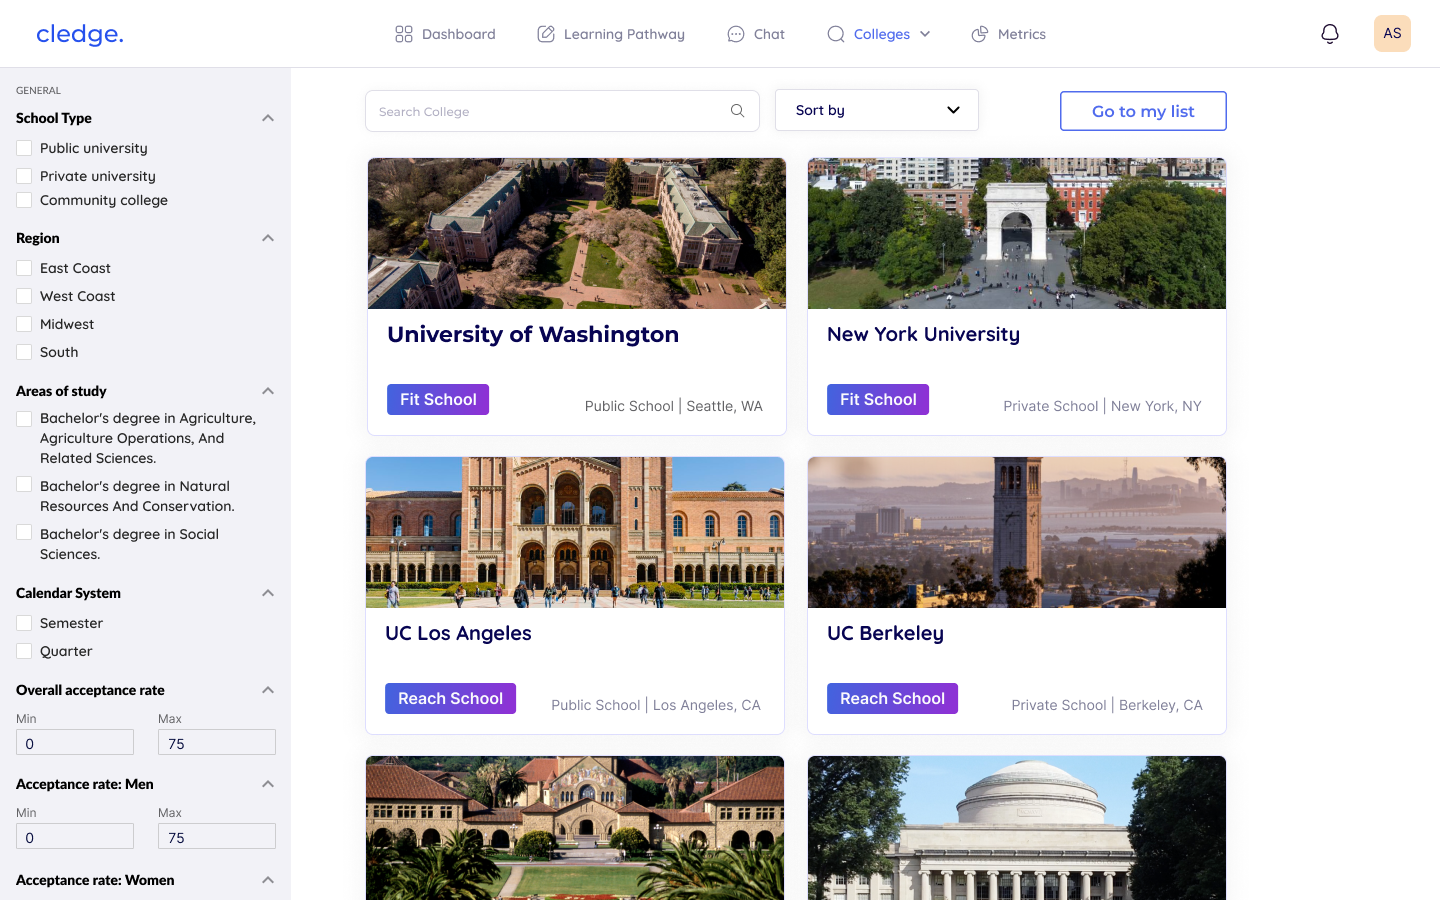 cledge.
Dashboard
Learning Pathway
Chat
Colleges
Metrics
AS
GENERAL
School Type
Public university
Private university
Community college
Region
East Coast
West Coast
Midwest
South
Areas of study
Bachelor's degree in Agriculture,
Agriculture Operations, And
Related Sciences.
Bachelor's degree in Natural
Resources And Conservation.
Bachelor's degree in Social
Sciences.
Calendar System
Semester
Quarter
Overall acceptance rate
Min Max
0 75
Acceptance rate: Men
Min Max
0 75
Acceptance rate: Women
Search College
Sort by
Go to my list
University of Washington
Fit School
Public School | Seattle, WA
New York University
Fit School
Private School | New York, NY
UC Los Angeles
Reach School
Public School | Los Angeles, CA
UC Berkeley
Reach School
Private School | Berkeley, CA